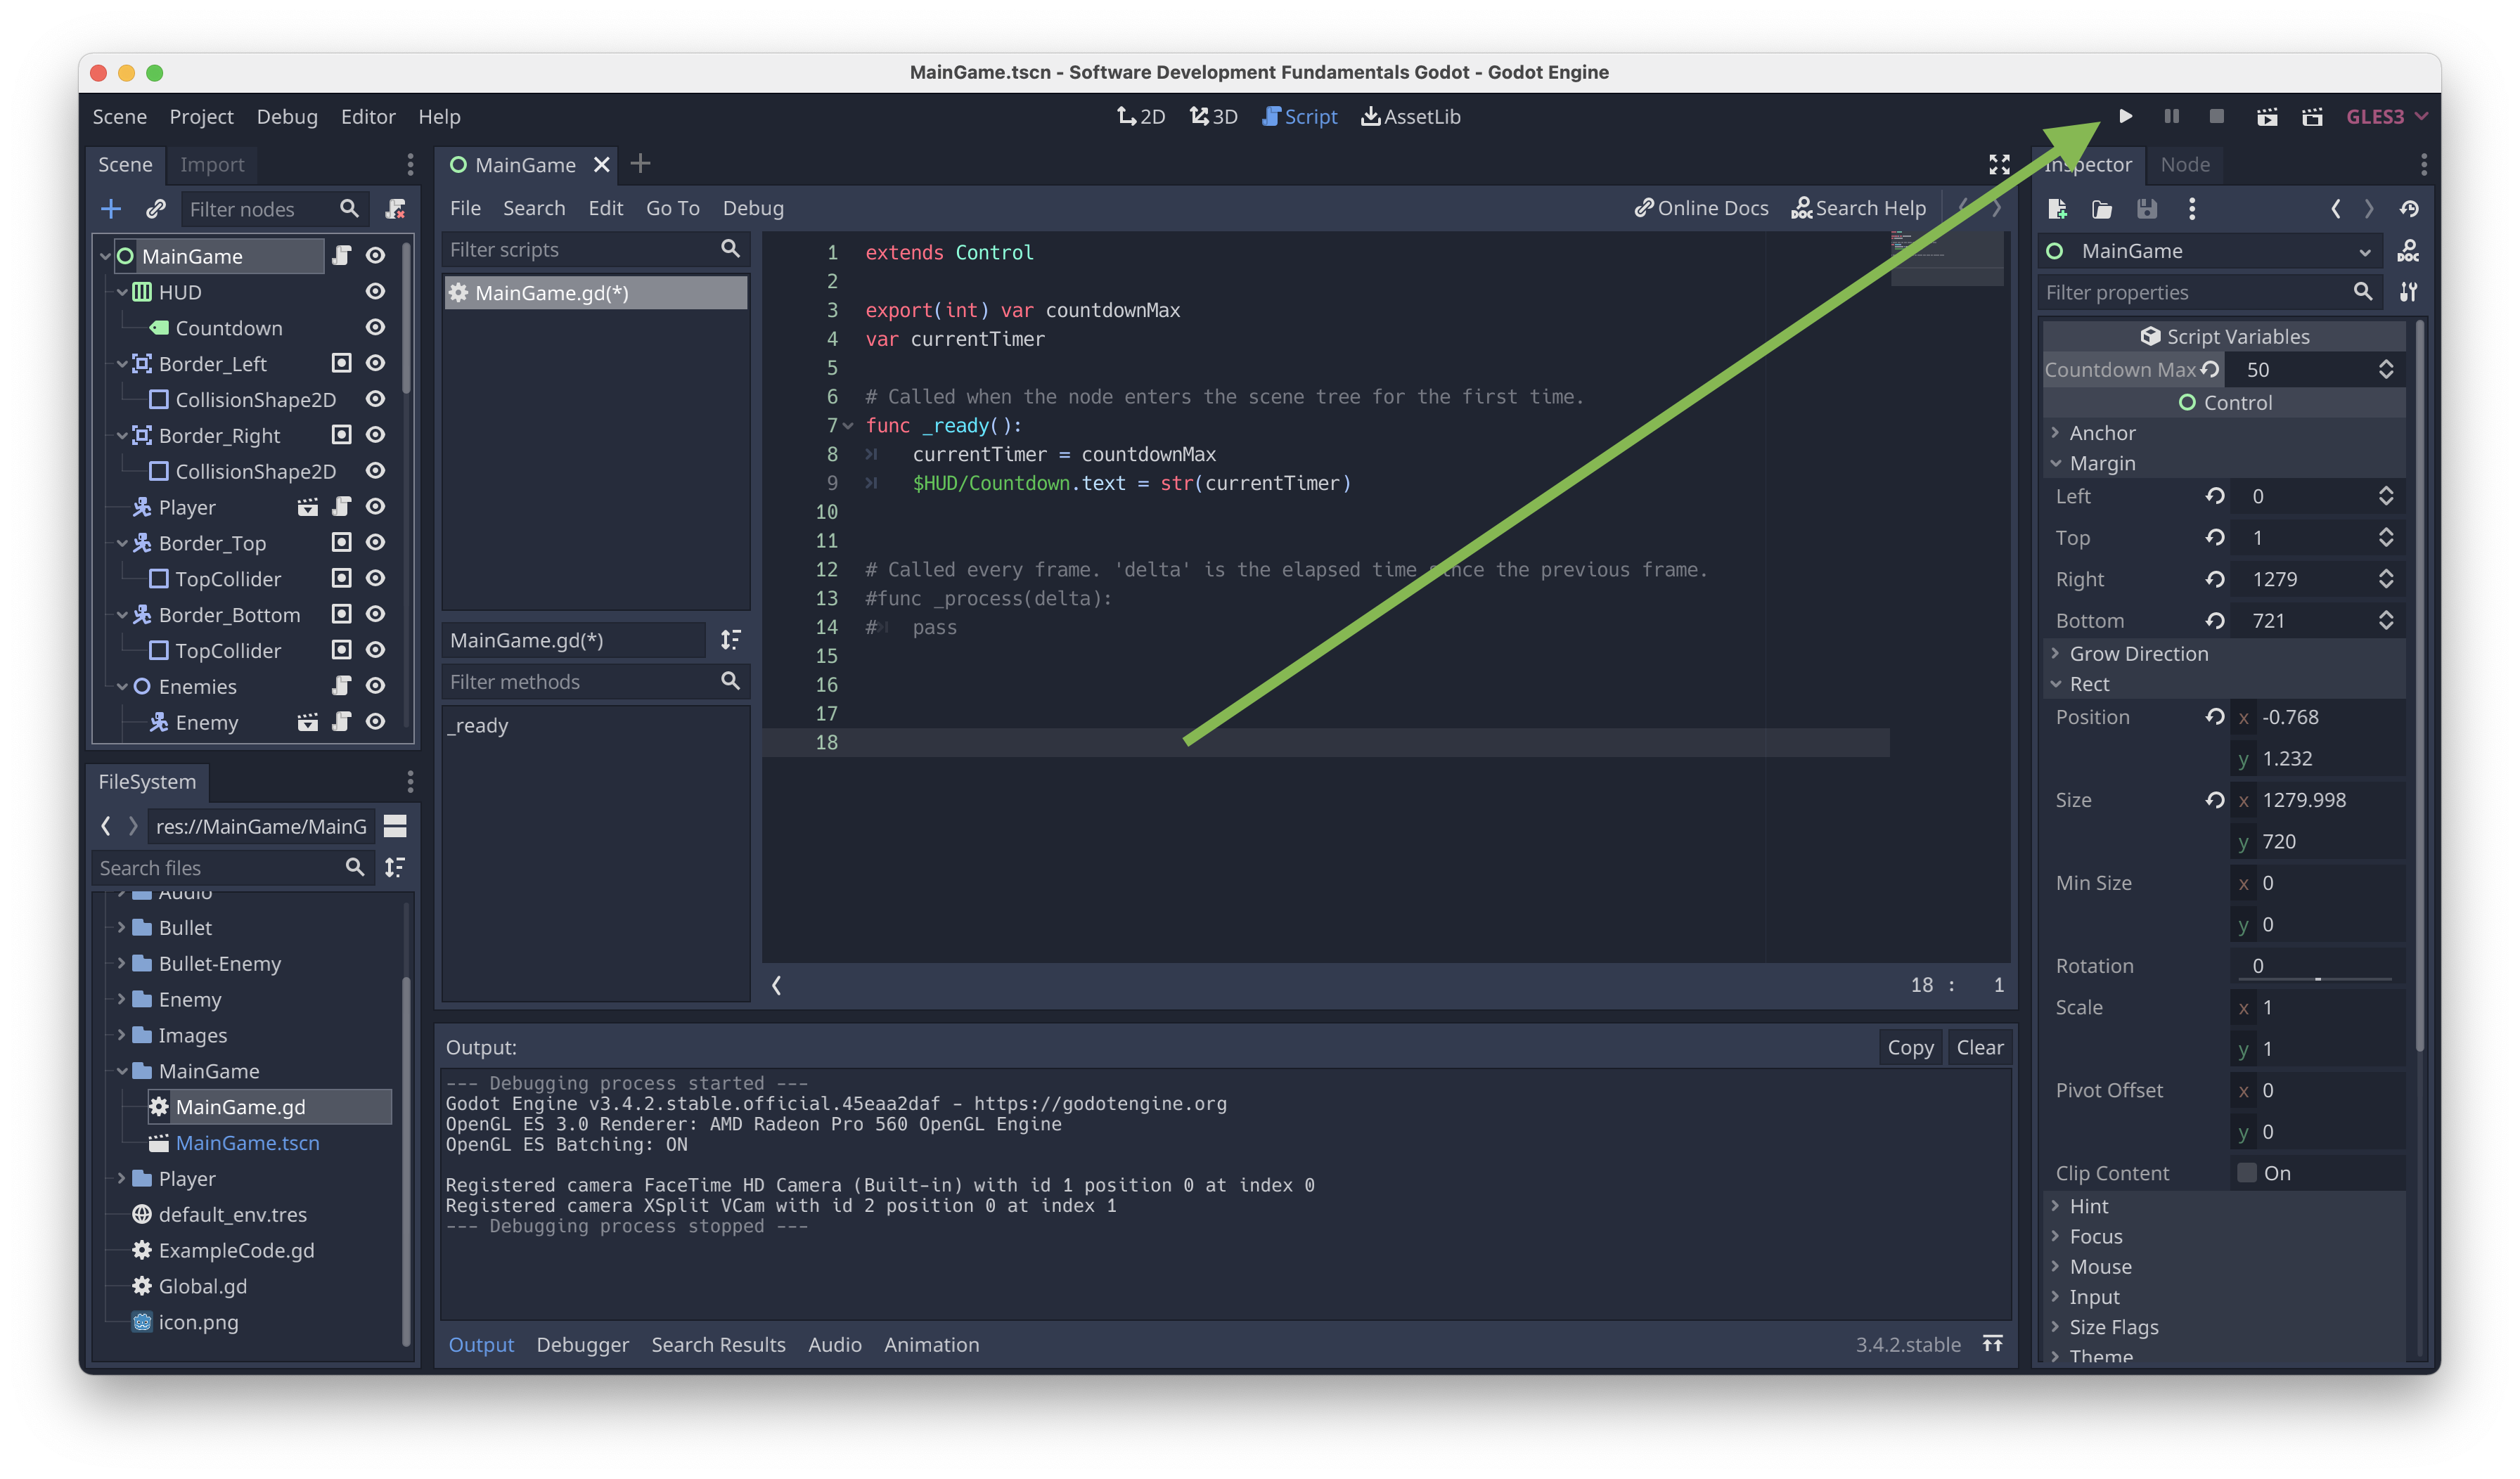 MainGame.tscn - Software Development Fundamentals Godot - Godot Engine
Scene Project Debug Editor Help
2D 3D Script AssetLib
GLES3
Scene Import
Filter nodes
MainGame
HUD
Countdown
Border_Left
CollisionShape2D
Border_Right
CollisionShape2D
Player
Border_Top
TopCollider
Border_Bottom
TopCollider
Enemies
Enemy
FileSystem
res://MainGame/MainG
Search files
Audio
Bullet
Bullet-Enemy
Enemy
Images
MainGame
MainGame.gd
MainGame.tscn
Player
default_env.tres
ExampleCode.gd
Global.gd
icon.png
MainGame
File Search Edit Go To Debug
Online Docs Search Help
Filter scripts
MainGame.gd(*)
MainGame.gd(*)
Filter methods
_ready
1 extends Control
2
3 export(int) var countdownMax
4 var currentTimer
5
6 # Called when the node enters the scene tree for the first time.
7 func _ready():
8 currentTimer = countdownMax
9 $HUD/Countdown.text = str(currentTimer)
10
11
12 # Called every frame. 'delta' is the elapsed time since the previous frame.
13 #func _process(delta):
14 # pass
15
16
17
18
18 : 1
Output:
Copy Clear
--- Debugging process started ---
Godot Engine v3.4.2.stable.official.45eaa2daf - https://godotengine.org
OpenGL ES 3.0 Renderer: AMD Radeon Pro 560 OpenGL Engine
OpenGL ES Batching: ON
Registered camera FaceTime HD Camera (Built-in) with id 1 position 0 at index 0
Registered camera XSplit VCam with id 2 position 0 at index 1
--- Debugging process stopped ---
Output Debugger Search Results Audio Animation
3.4.2.stable
Inspector Node
MainGame
DOC
Filter properties
Script Variables
Countdown Max 50
Control
Anchor
Margin
Left 0
Top 1
Right 1279
Bottom 721
Grow Direction
Rect
Position x -0.768
y 1.232
Size x 1279.998
y 720
Min Size x 0
y 0
Rotation 0
Scale x 1
y 1
Pivot Offset x 0
y 0
Clip Content On
Hint
Focus
Mouse
Input
Size Flags
Theme